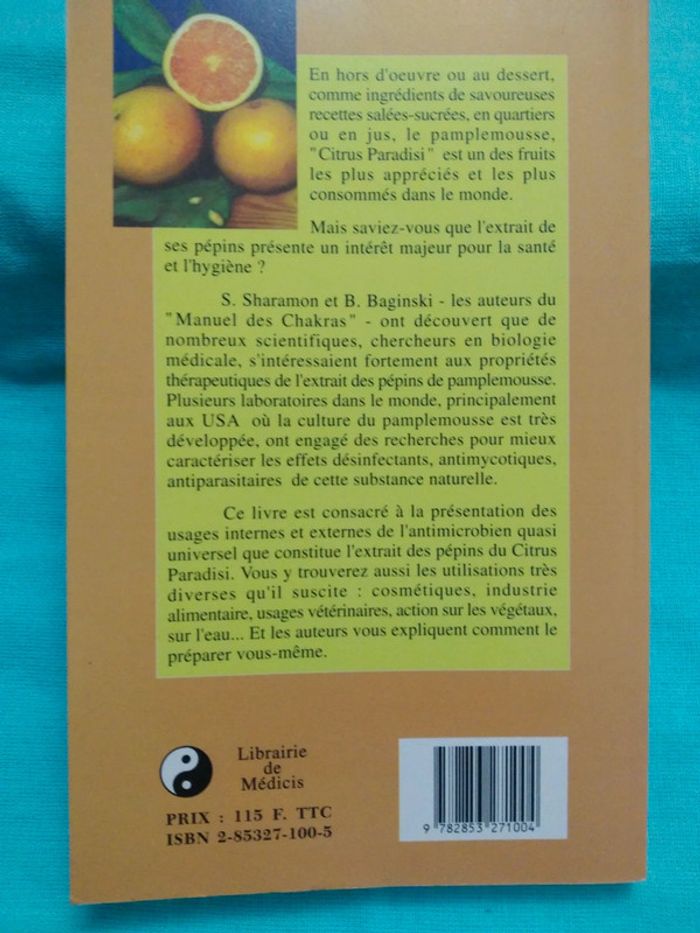 En hors d'oeuvre ou au dessert,
comme ingrédients de savoureuses
recettes salées-sucrées, en quartiers
ou en jus, le pamplemousse,
"Citrus Paradisi" est un des fruits
les plus appréciés et les plus
consommés dans le monde.
Mais saviez-vous que l'extrait de
ses pépins présente un intérêt majeur pour la santé
et l'hygiène ?
S. Sharamon et B. Baginski - les auteurs du
"Manuel des Chakras" - ont découvert que de
nombreux scientifiques, chercheurs en biologie
médicale, s'intéressaient fortement aux propriétés
thérapeutiques de l'extrait des pépins de pamplemousse.
Plusieurs laboratoires dans le monde, principalement
aux USA où la culture du pamplemousse est très
développée, ont engagé des recherches pour mieux
caractériser les effets désinfectants, antimycotiques,
antiparasitaires de cette substance naturelle.
Ce livre est consacré à la présentation des
usages internes et externes de l'antimicrobien quasi
universel que constitue l'extrait des pépins du Citrus
Paradisi. Vous y trouverez aussi les utilisations très
diverses qu'il suscite : cosmétiques, industrie
alimentaire, usages vétérinaires, action sur les végétaux,
sur l'eau... Et les auteurs vous expliquent comment le
préparer vous-même.
Librairie
de
Médicis
PRIX : 115 F. TTC
ISBN 2-85327-100-5
9 782853 271004